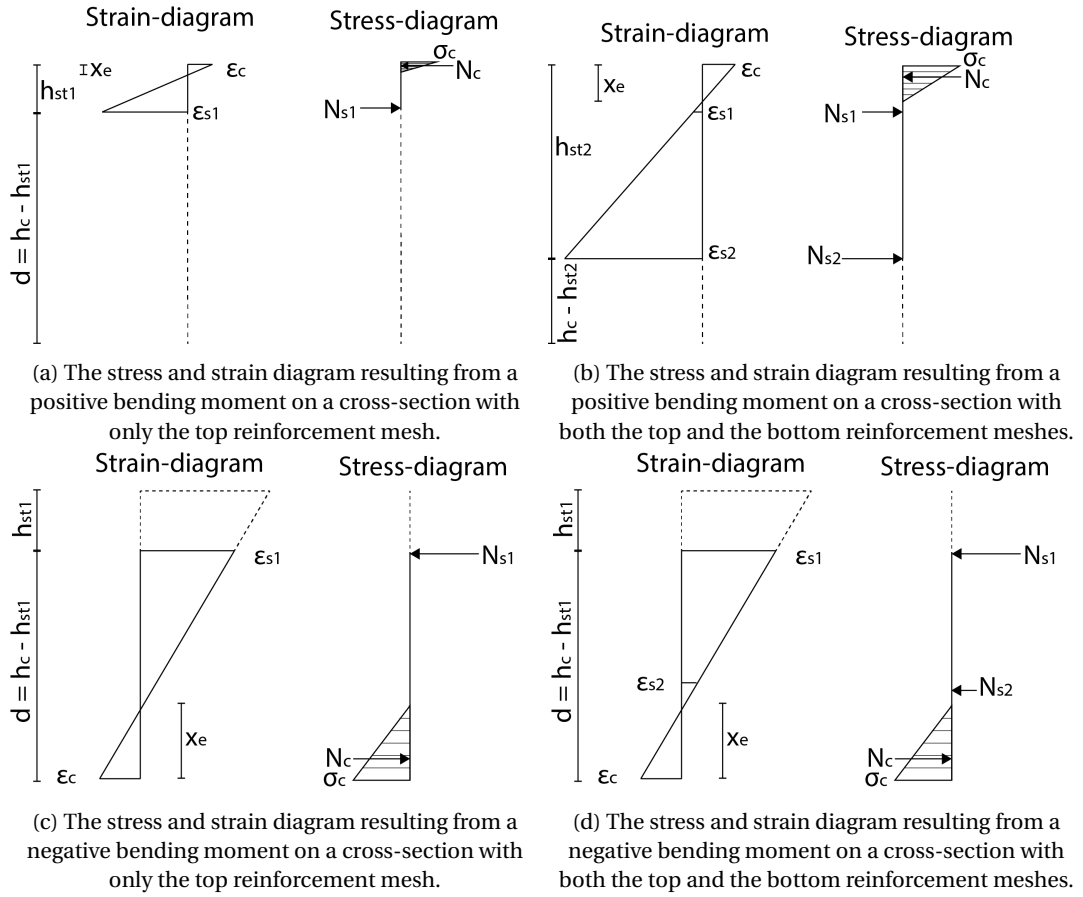 Strain-diagram
Stress-diagram
xe
hst1
d = hc - hst1
εc
εs1
σc
Nc
Ns1
Strain-diagram
Stress-diagram
xe
hst2
hc - hst2
εc
εs1
εs2
σc
Nc
Ns1
Ns2
(a) The stress and strain diagram resulting from a
positive bending moment on a cross-section with
only the top reinforcement mesh.
(b) The stress and strain diagram resulting from a
positive bending moment on a cross-section with
both the top and the bottom reinforcement meshes.
Strain-diagram
Stress-diagram
hst1
d = hc - hst1
εs1
xe
εc
Ns1
Nc
σc
Strain-diagram
Stress-diagram
hst1
d = hc - hst1
εs1
εs2
xe
εc
Ns1
Ns2
Nc
σc
(c) The stress and strain diagram resulting from a
negative bending moment on a cross-section with
only the top reinforcement mesh.
(d) The stress and strain diagram resulting from a
negative bending moment on a cross-section with
both the top and the bottom reinforcement meshes.